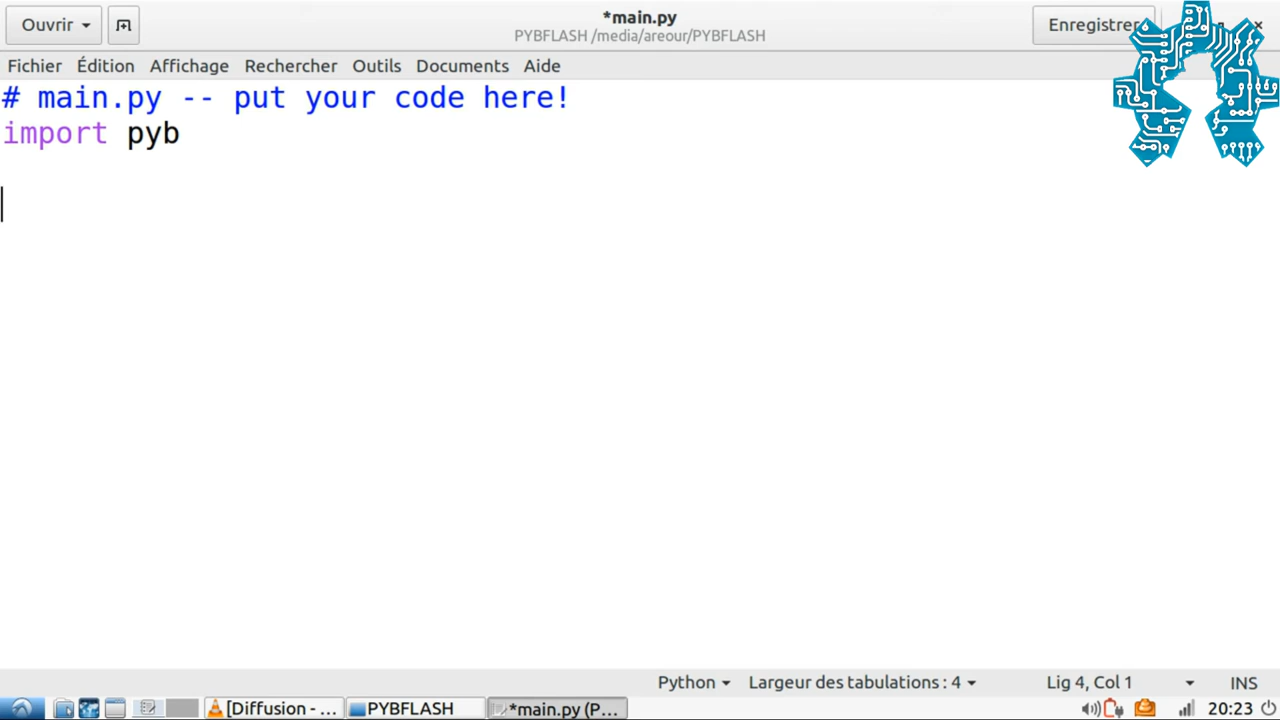 Ouvrir
*main.py
PYBFLASH /media/areour/PYBFLASH
Enregistrer
Fichier Édition Affichage Rechercher Outils Documents Aide
# main.py -- put your code here!
import pyb
Python Largeur des tabulations : 4 Lig 4, Col 1 INS
[Diffusion - ... PYBFLASH *main.py (P... 20:23